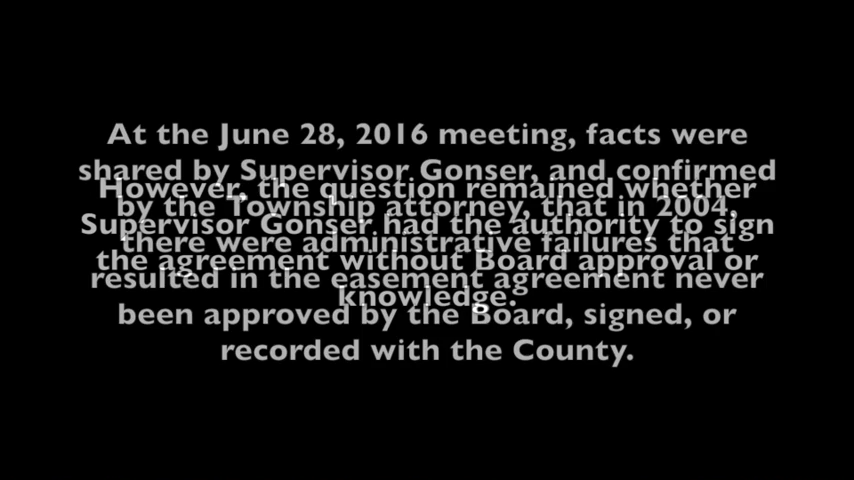 At the June 28, 2016 meeting, facts were
shared by Supervisor Gonser, and confirmed
by the Township attorney, that in 2004,
there were administrative failures that
resulted in the easement agreement never
been approved by the Board, signed, or
recorded with the County.
However, the question remained whether
Supervisor Gonser had the authority to sign
the agreement without Board approval or
knowledge.